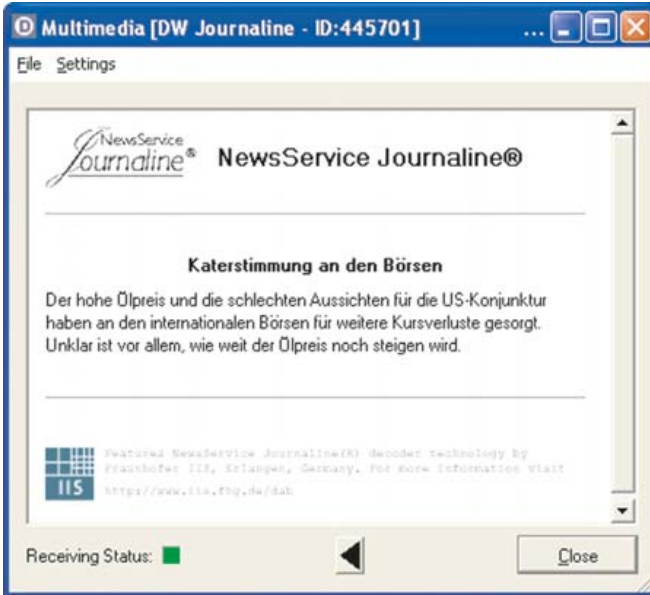 Multimedia [DW Journaline - ID:445701] ...
File Settings
NewsService
Journaline®
NewsService Journaline®
Katerstimmung an den Börsen
Der hohe Ölpreis und die schlechten Aussichten für die US-Konjunktur
haben an den internationalen Börsen für weitere Kursverluste gesorgt.
Unklar ist vor allem, wie weit der Ölpreis noch steigen wird.
Featured NewsService Journaline(R) decoder technology by
Fraunhofer IIS, Erlangen, Germany. For more information visit
http://www.iis.fhg.de/dab
IIS
Receiving Status:
Close